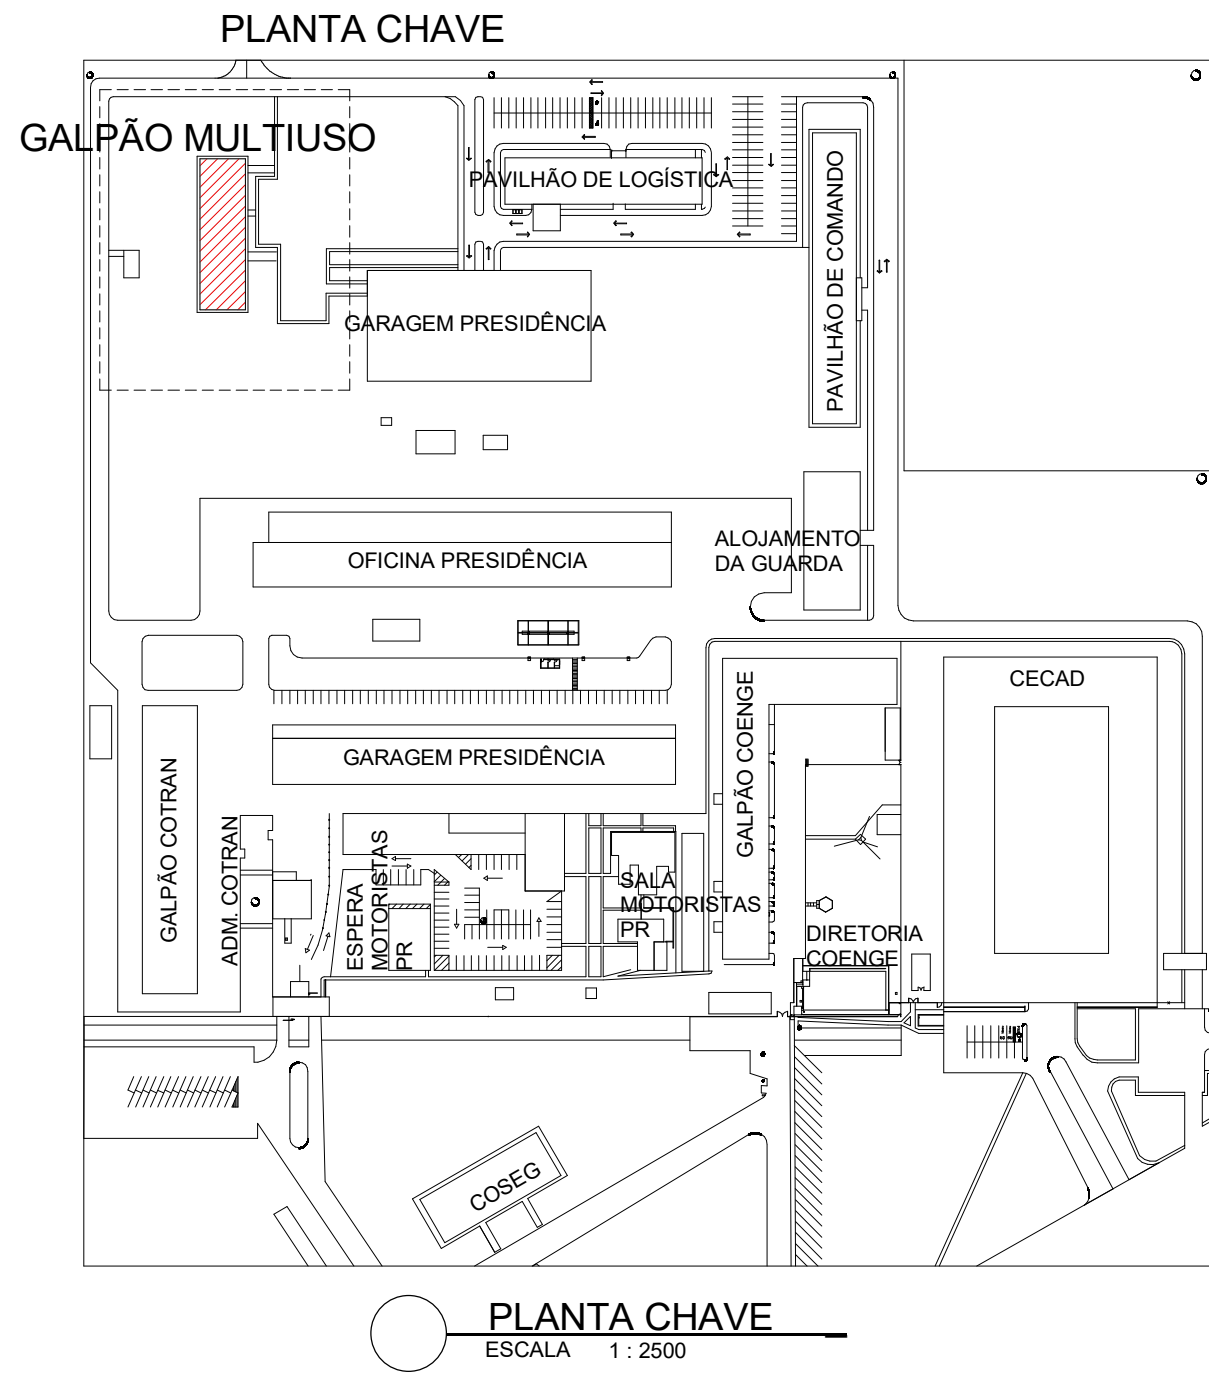 PLANTA CHAVE
GALPÃO MULTIUSO
PAVILHÃO DE LOGÍSTICA
PAVILHÃO DE COMANDO
GARAGEM PRESIDÊNCIA
OFICINA PRESIDÊNCIA
ALOJAMENTO
DA GUARDA
CECAD
GALPÃO COENGE
GARAGEM PRESIDÊNCIA
GALPÃO COTRAN
ADM. COTRAN
ESPERA
MOTORISTAS
PR
SALA
MOTORISTAS
PR
DIRETORIA
COENGE
COSEG
PLANTA CHAVE
ESCALA 1 : 2500